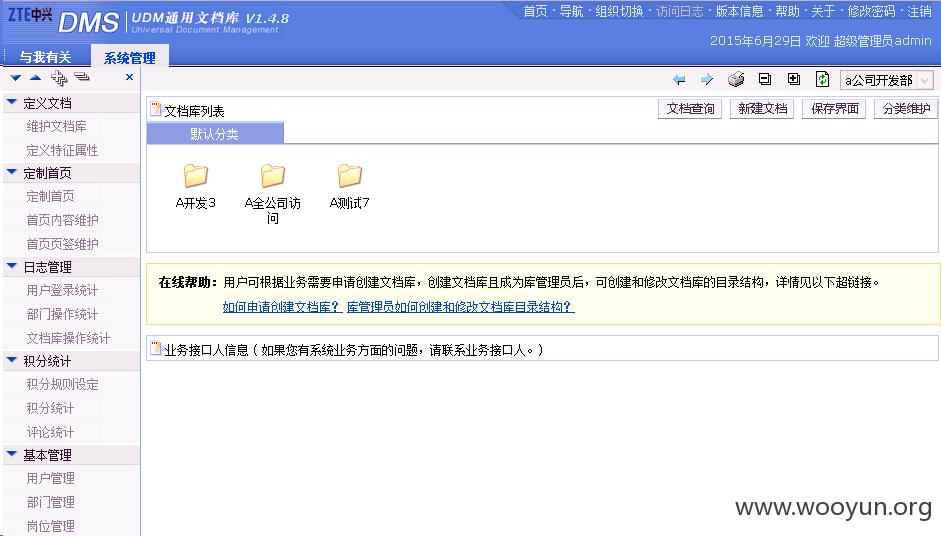 ZTE中兴 DMS UDM通用文档库 V1.4.8
Universal Document Management
首页·导航·组织切换·访问日志·版本信息·帮助·关于·修改密码·注销
2015年6月29日 欢迎 超级管理员admin
与我有关 系统管理
a公司开发部
定义文档
维护文档库
定义特征属性
定制首页
定制首页
首页内容维护
首页页签维护
日志管理
用户登录统计
部门操作统计
文档库操作统计
积分统计
积分规则设定
积分统计
评论统计
基本管理
用户管理
部门管理
岗位管理
文档库列表
文档查询 新建文档 保存界面 分类维护
默认分类
A开发3
A全公司访
问
A测试7
在线帮助：用户可根据业务需要申请创建文档库，创建文档库且成为库管理员后，可创建和修改文档库的目录结构，详情见以下超链接。
如何申请创建文档库？ 库管理员如何创建和修改文档库目录结构？
业务接口人信息（如果您有系统业务方面的问题，请联系业务接口人。）
www.wooyun.org